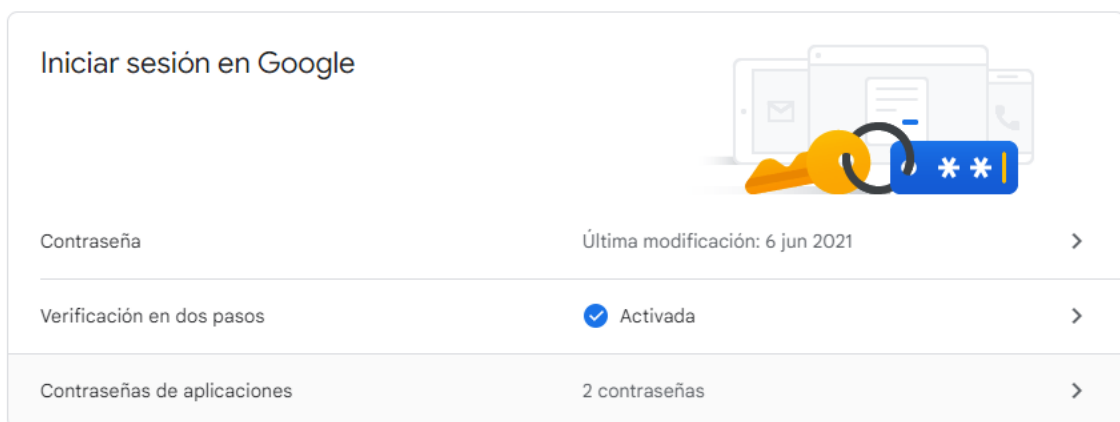 Iniciar sesión en Google
**
Contraseña
Última modificación: 6 jun 2021
Verificación en dos pasos
Activada
Contraseñas de aplicaciones
2 contraseñas